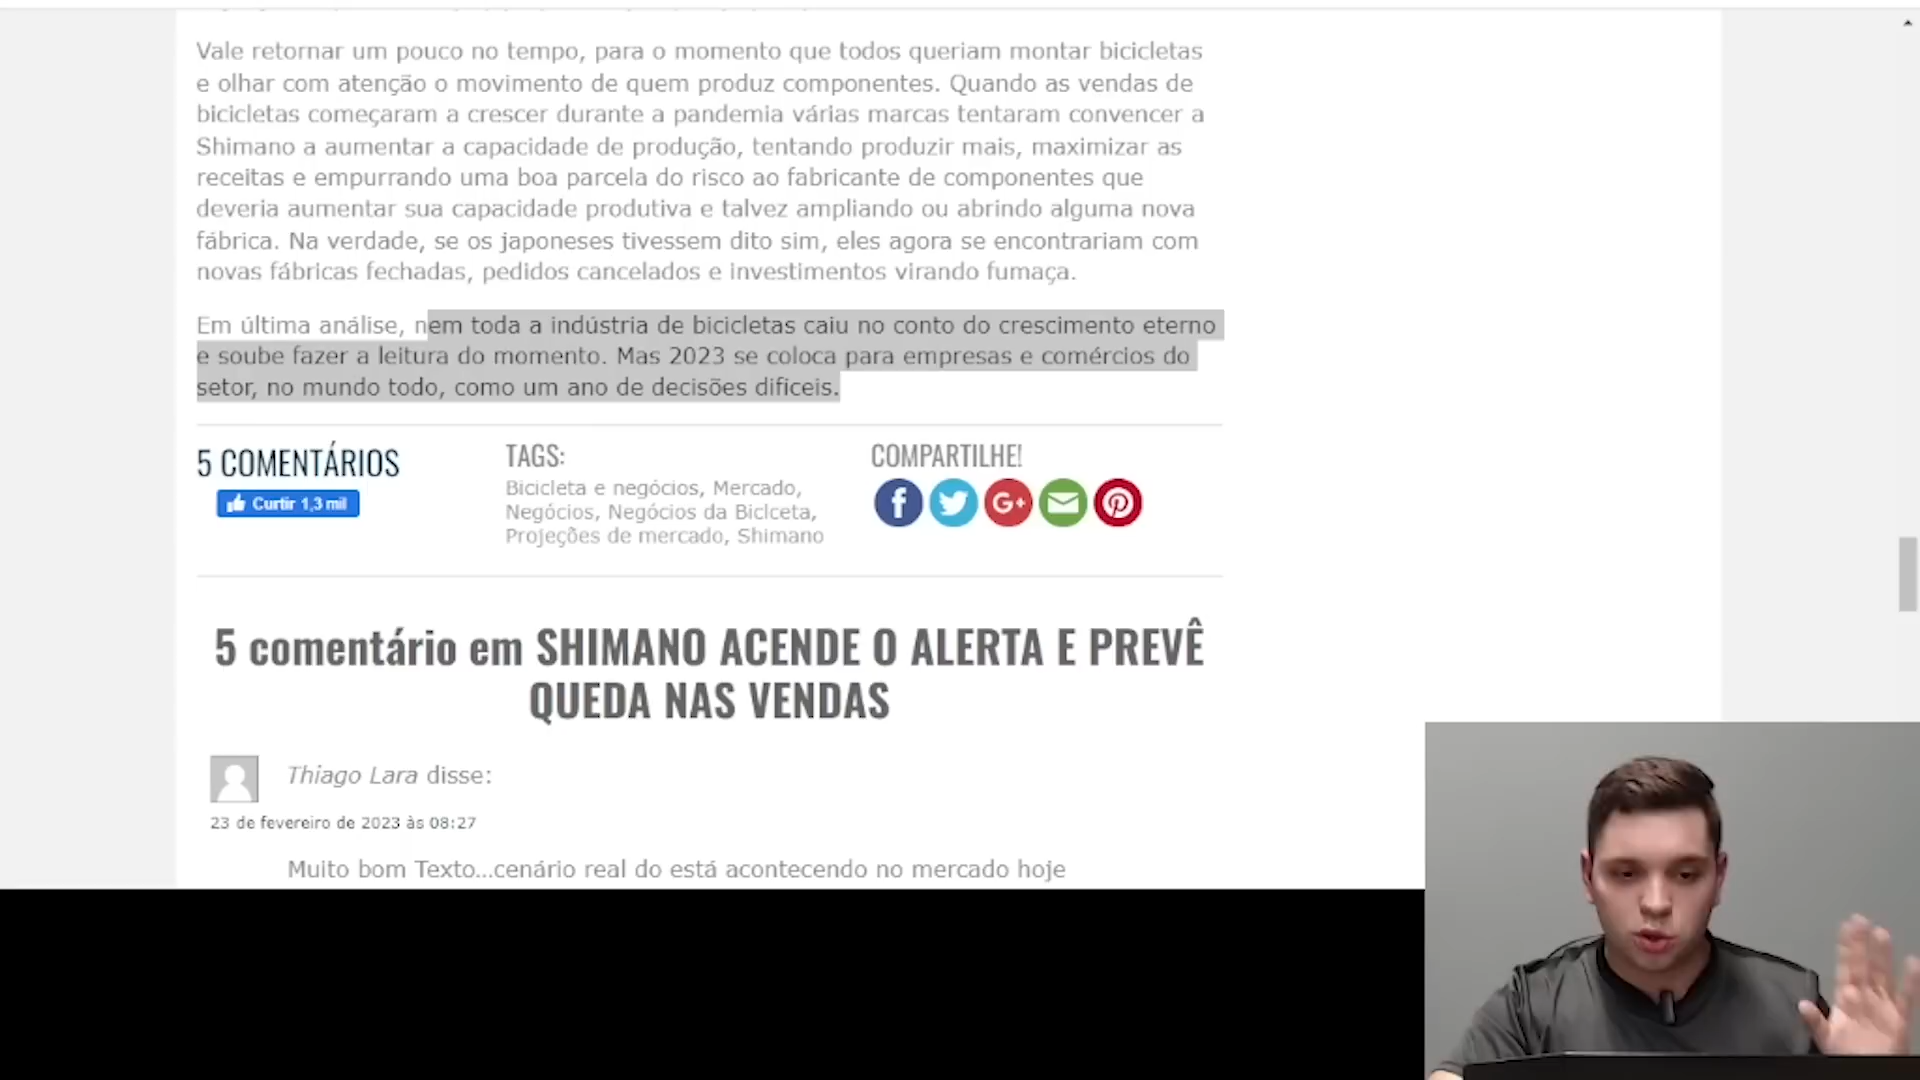 Vale retornar um pouco no tempo, para o momento que todos queriam montar bicicletas
e olhar com atenção o movimento de quem produz componentes. Quando as vendas de
bicicletas começaram a crescer durante a pandemia várias marcas tentaram convencer a
Shimano a aumentar a capacidade de produção, tentando produzir mais, maximizar as
receitas e empurrando uma boa parcela do risco ao fabricante de componentes que
deveria aumentar sua capacidade produtiva e talvez ampliando ou abrindo alguma nova
fábrica. Na verdade, se os japoneses tivessem dito sim, eles agora se encontrariam com
novas fábricas fechadas, pedidos cancelados e investimentos virando fumaça.
Em última análise, nem toda a indústria de bicicletas caiu no conto do crescimento eterno
e soube fazer a leitura do momento. Mas 2023 se coloca para empresas e comércios do
setor, no mundo todo, como um ano de decisões dificeis.
5 COMENTÁRIOS
Curtir 1,3 mil
TAGS:
Bicicleta e negócios, Mercado,
Negócios, Negócios da Biclceta,
Projeções de mercado, Shimano
COMPARTILHE!
5 comentário em SHIMANO ACENDE O ALERTA E PREVÊ
QUEDA NAS VENDAS
Thiago Lara disse:
23 de fevereiro de 2023 às 08:27
Muito bom Texto...cenário real do está acontecendo no mercado hoje